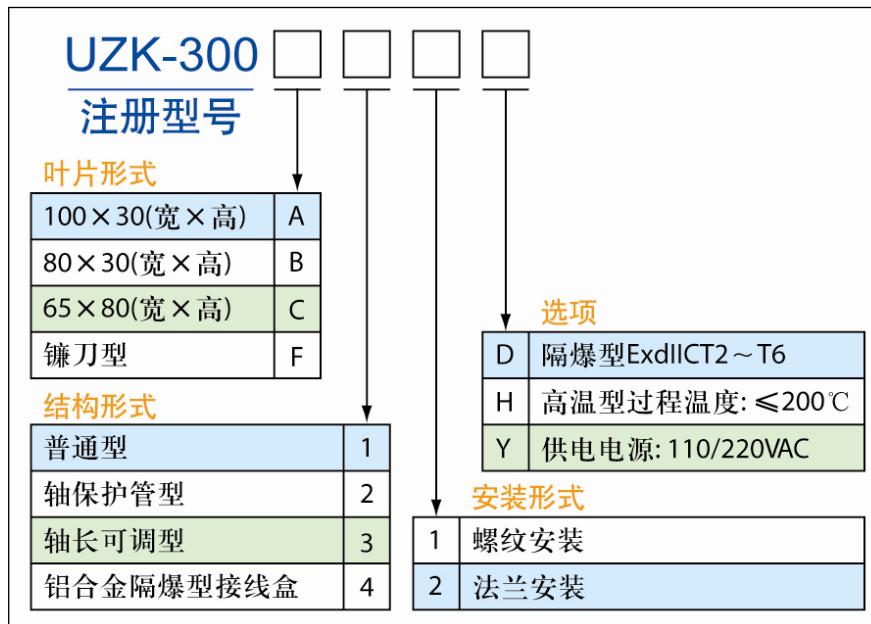 UZK-300
注册型号
叶片形式
100×30(宽×高) A
80×30(宽×高) B
65×80(宽×高) C
镰刀型 F
结构形式
普通型 1
轴保护管型 2
轴长可调型 3
铝合金隔爆型接线盒 4
选项
D 隔爆型ExdIICT2～T6
H 高温型过程温度:≤200℃
Y 供电电源:110/220VAC
安装形式
1 螺纹安装
2 法兰安装